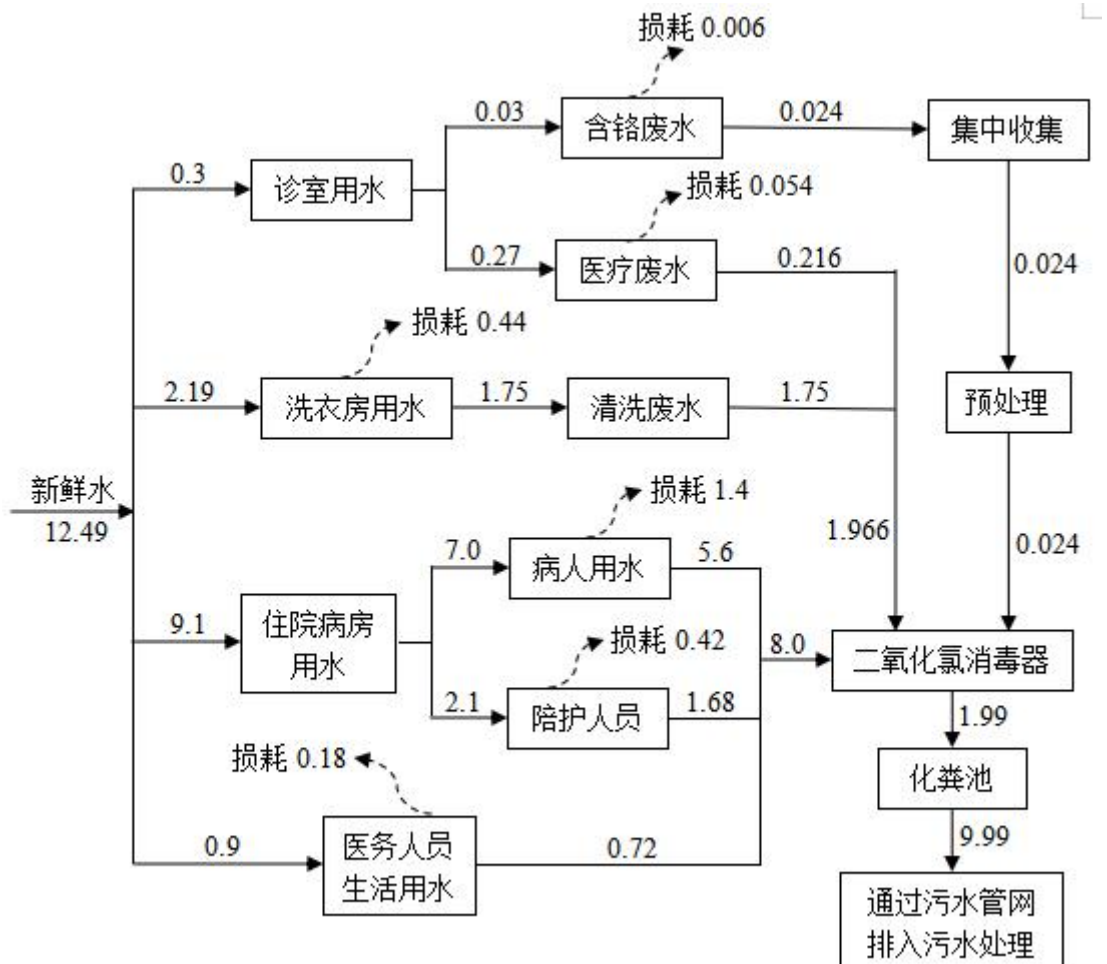 损耗 0.006
0.03
含铬废水
0.024
集中收集
0.3
诊室用水
损耗 0.054
0.27
医疗废水
0.216
0.024
损耗 0.44
2.19
洗衣房用水
1.75
清洗废水
1.75
预处理
新鲜水
12.49
损耗 1.4
7.0
病人用水
5.6
1.966
0.024
9.1
住院病房
用水
损耗 0.42
8.0
二氧化氯消毒器
2.1
陪护人员
1.68
1.99
损耗 0.18
化粪池
0.9
医务人员
生活用水
0.72
9.99
通过污水管网
排入污水处理